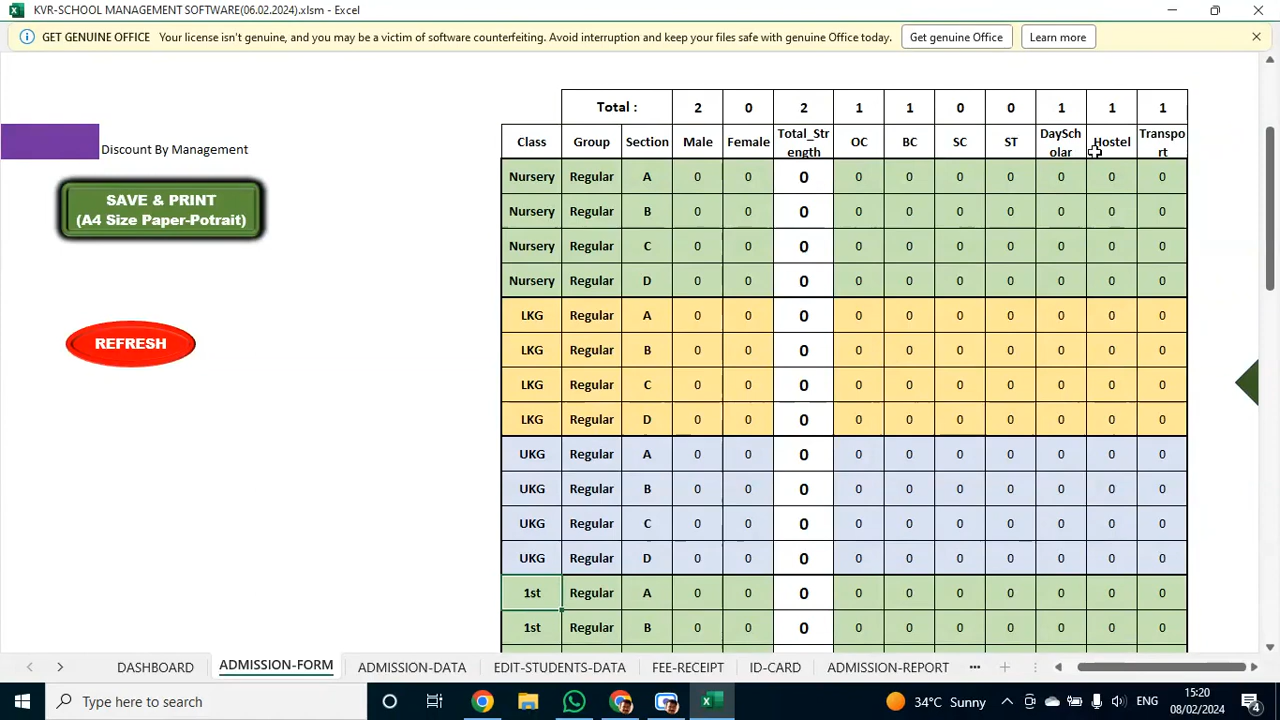 KVR-SCHOOL MANAGEMENT SOFTWARE(06.02.2024).xlsm - Excel
GET GENUINE OFFICE Your license isn't genuine, and you may be a victim of software counterfeiting. Avoid interruption and keep your files safe with genuine Office today. Get genuine Office Learn more
Total : 2 0 2 1 1 0 0 1 1 1
Class Group Section Male Female Total_Str OC BC SC ST DaySch Hostel Transpo
ength olar rt
Discount By Management
SAVE & PRINT
(A4 Size Paper-Potrait)
REFRESH
Nursery Regular A 0 0 0 0 0 0 0 0 0 0
Nursery Regular B 0 0 0 0 0 0 0 0 0 0
Nursery Regular C 0 0 0 0 0 0 0 0 0 0
Nursery Regular D 0 0 0 0 0 0 0 0 0 0
LKG Regular A 0 0 0 0 0 0 0 0 0 0
LKG Regular B 0 0 0 0 0 0 0 0 0 0
LKG Regular C 0 0 0 0 0 0 0 0 0 0
LKG Regular D 0 0 0 0 0 0 0 0 0 0
UKG Regular A 0 0 0 0 0 0 0 0 0 0
UKG Regular B 0 0 0 0 0 0 0 0 0 0
UKG Regular C 0 0 0 0 0 0 0 0 0 0
UKG Regular D 0 0 0 0 0 0 0 0 0 0
1st Regular A 0 0 0 0 0 0 0 0 0 0
1st Regular B 0 0 0 0 0 0 0 0 0 0
DASHBOARD ADMISSION-FORM ADMISSION-DATA EDIT-STUDENTS-DATA FEE-RECEIPT ID-CARD ADMISSION-REPORT ...
Type here to search
34°C Sunny
ENG
15:20
08/02/2024
4